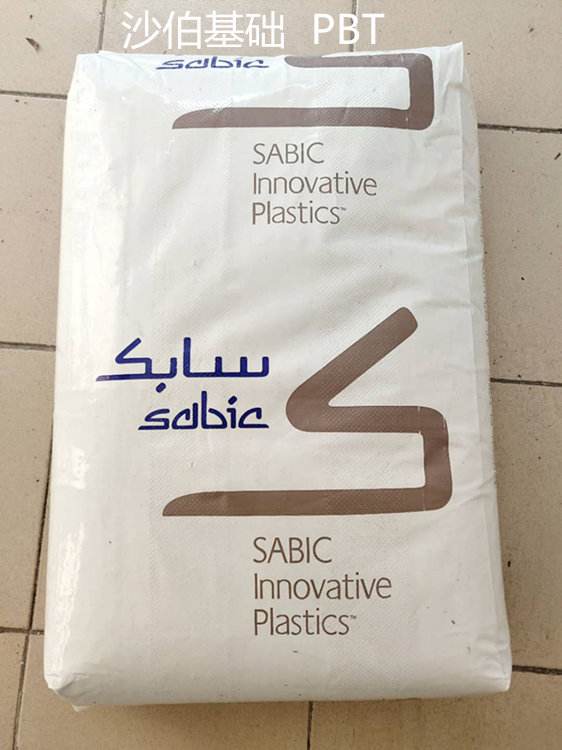 沙伯基础 PBT
sabic
SABIC
Innovative
Plastics™
سابك
sabic
SABIC
Innovative
Plastics™